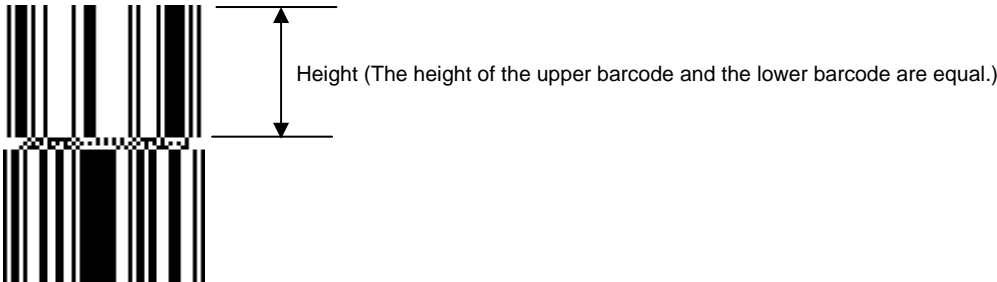 Height (The height of the upper barcode and the lower barcode are equal.)